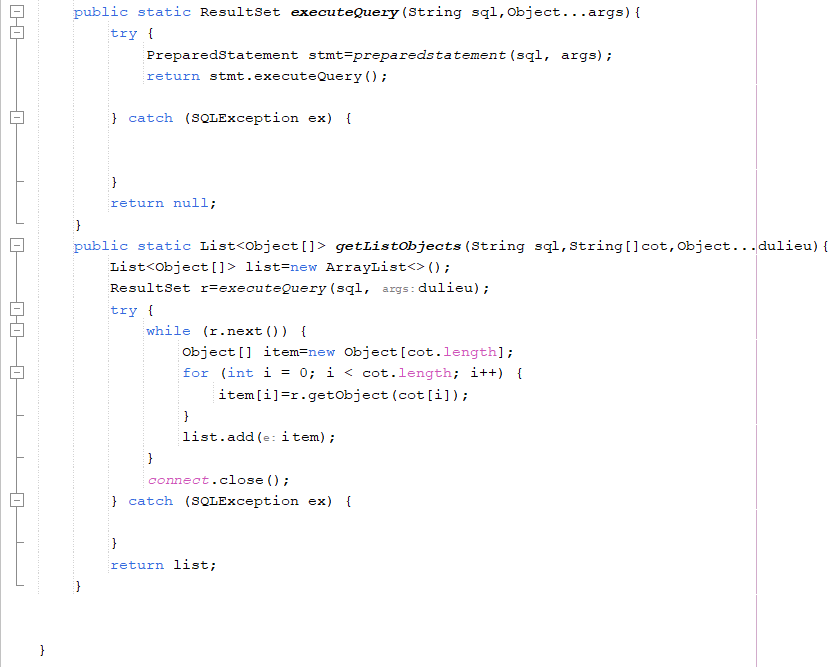 public static ResultSet executeQuery(String sql,Object...args){
try {
PreparedStatement stmt=preparedstatement(sql, args);
return stmt.executeQuery();
} catch (SQLException ex) {
}
return null;
}
public static List<Object[]> getListObjects(String sql,String[]cot,Object...dulieu){
List<Object[]> list=new ArrayList<>();
ResultSet r=executeQuery(sql, args:dulieu);
try {
while (r.next()) {
Object[] item=new Object[cot.length];
for (int i = 0; i < cot.length; i++) {
item[i]=r.getObject(cot[i]);
}
list.add(e:item);
}
connect.close();
} catch (SQLException ex) {
}
return list;
}
}